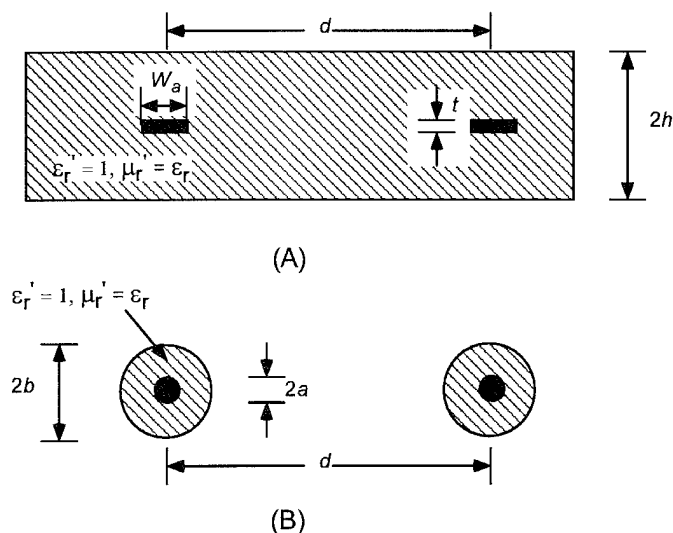 d
W_a
t
2h
ε_r' = 1, μ_r' = ε_r
(A)
ε_r' = 1, μ_r' = ε_r
2b
2a
d
(B)